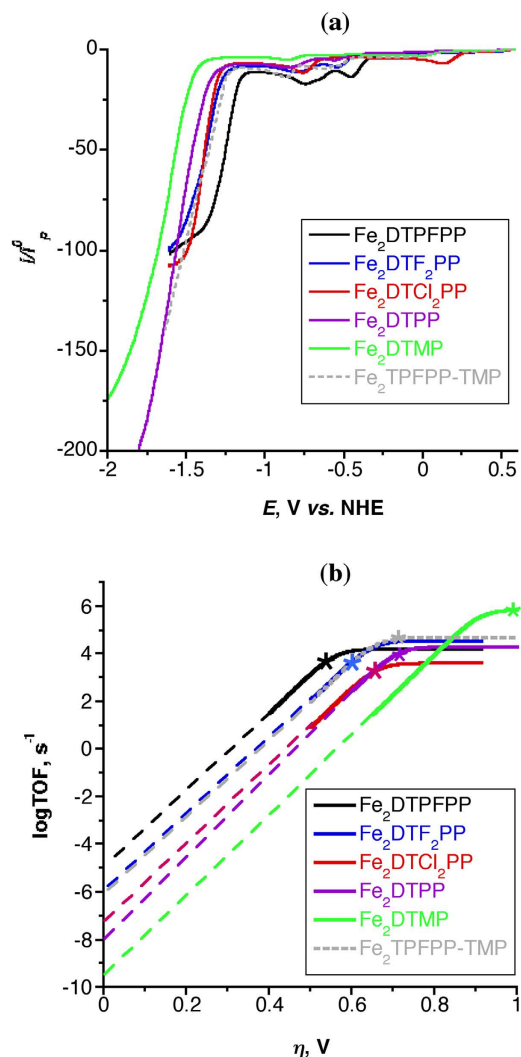 (a)
0
-50
-100
-150
-200
i/i⁰ₚ
Fe₂DTPFPP
Fe₂DTF₂PP
Fe₂DTCl₂PP
Fe₂DTPP
Fe₂DTMP
Fe₂TPFPP-TMP
-2 -1.5 -1 -0.5 0 0.5
E, V vs. NHE
(b)
6
4
2
0
-2
-4
-6
-8
-10
logTOF, s⁻¹
Fe₂DTPFPP
Fe₂DTF₂PP
Fe₂DTCl₂PP
Fe₂DTPP
Fe₂DTMP
Fe₂TPFPP-TMP
0 0.2 0.4 0.6 0.8 1
η, V